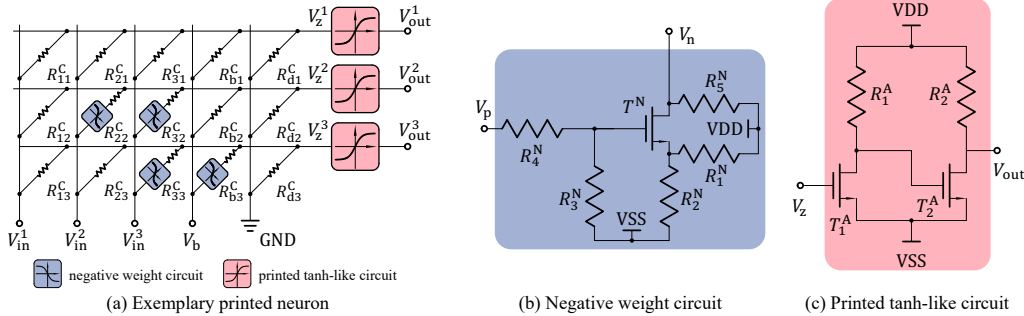 V_z^1 V_out^1
R_11^C R_21^C R_31^C R_b1^C R_d1^C
V_z^2 V_out^2
R_12^C R_22^C R_32^C R_b2^C R_d2^C
V_z^3 V_out^3
R_13^C R_23^C R_33^C R_b3^C R_d3^C
V_in^1 V_in^2 V_in^3 V_b GND
negative weight circuit printed tanh-like circuit
(a) Exemplary printed neuron
V_n
R_5^N
T^N
V_p
VDD
R_4^N
R_1^N
R_3^N R_2^N
VSS
(b) Negative weight circuit
VDD
R_1^A R_2^A
V_out
V_z
T_1^A T_2^A
VSS
(c) Printed tanh-like circuit